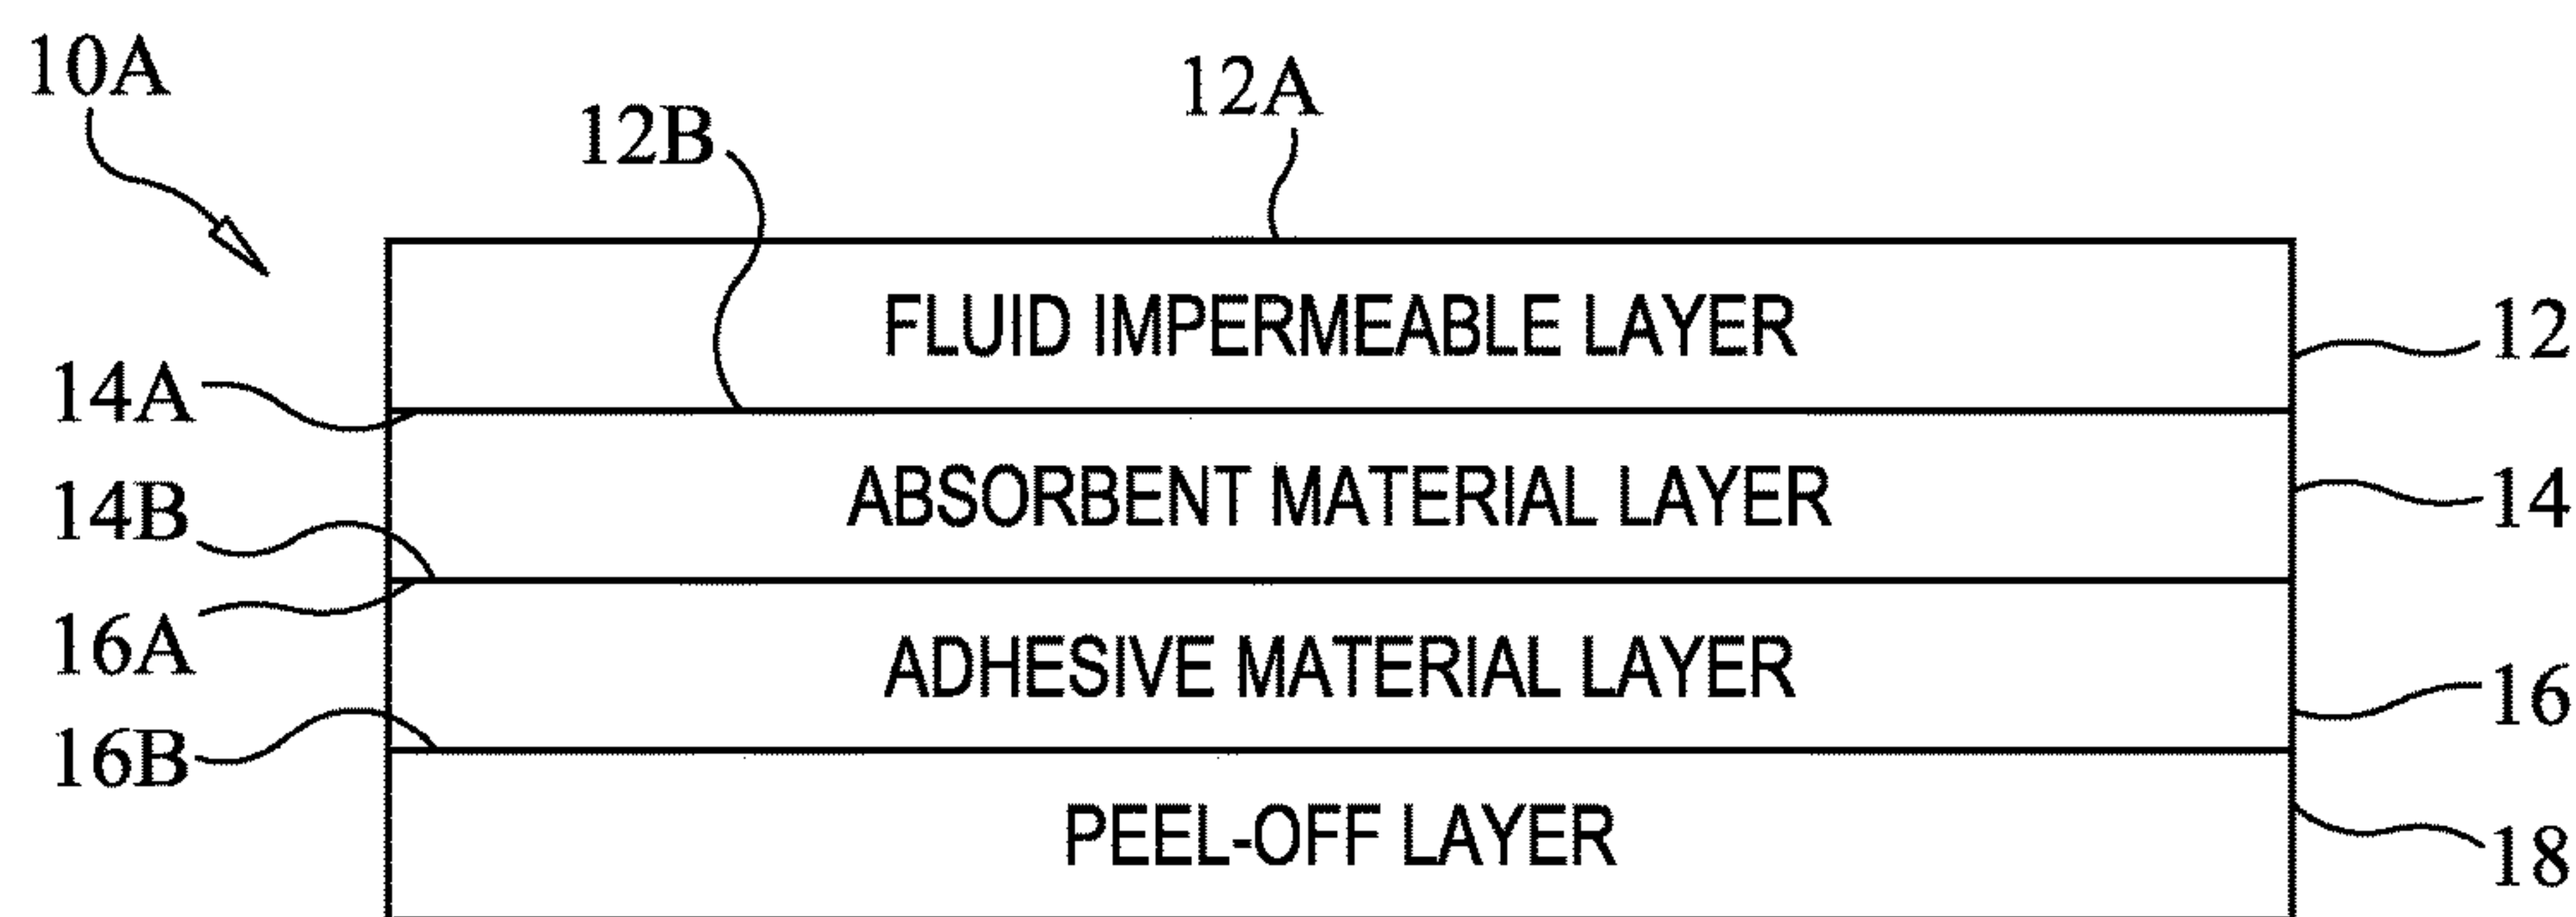 10A
12A
12B
FLUID IMPERMEABLE LAYER
12
14A
ABSORBENT MATERIAL LAYER
14
14B
16A
ADHESIVE MATERIAL LAYER
16
16B
PEEL-OFF LAYER
18